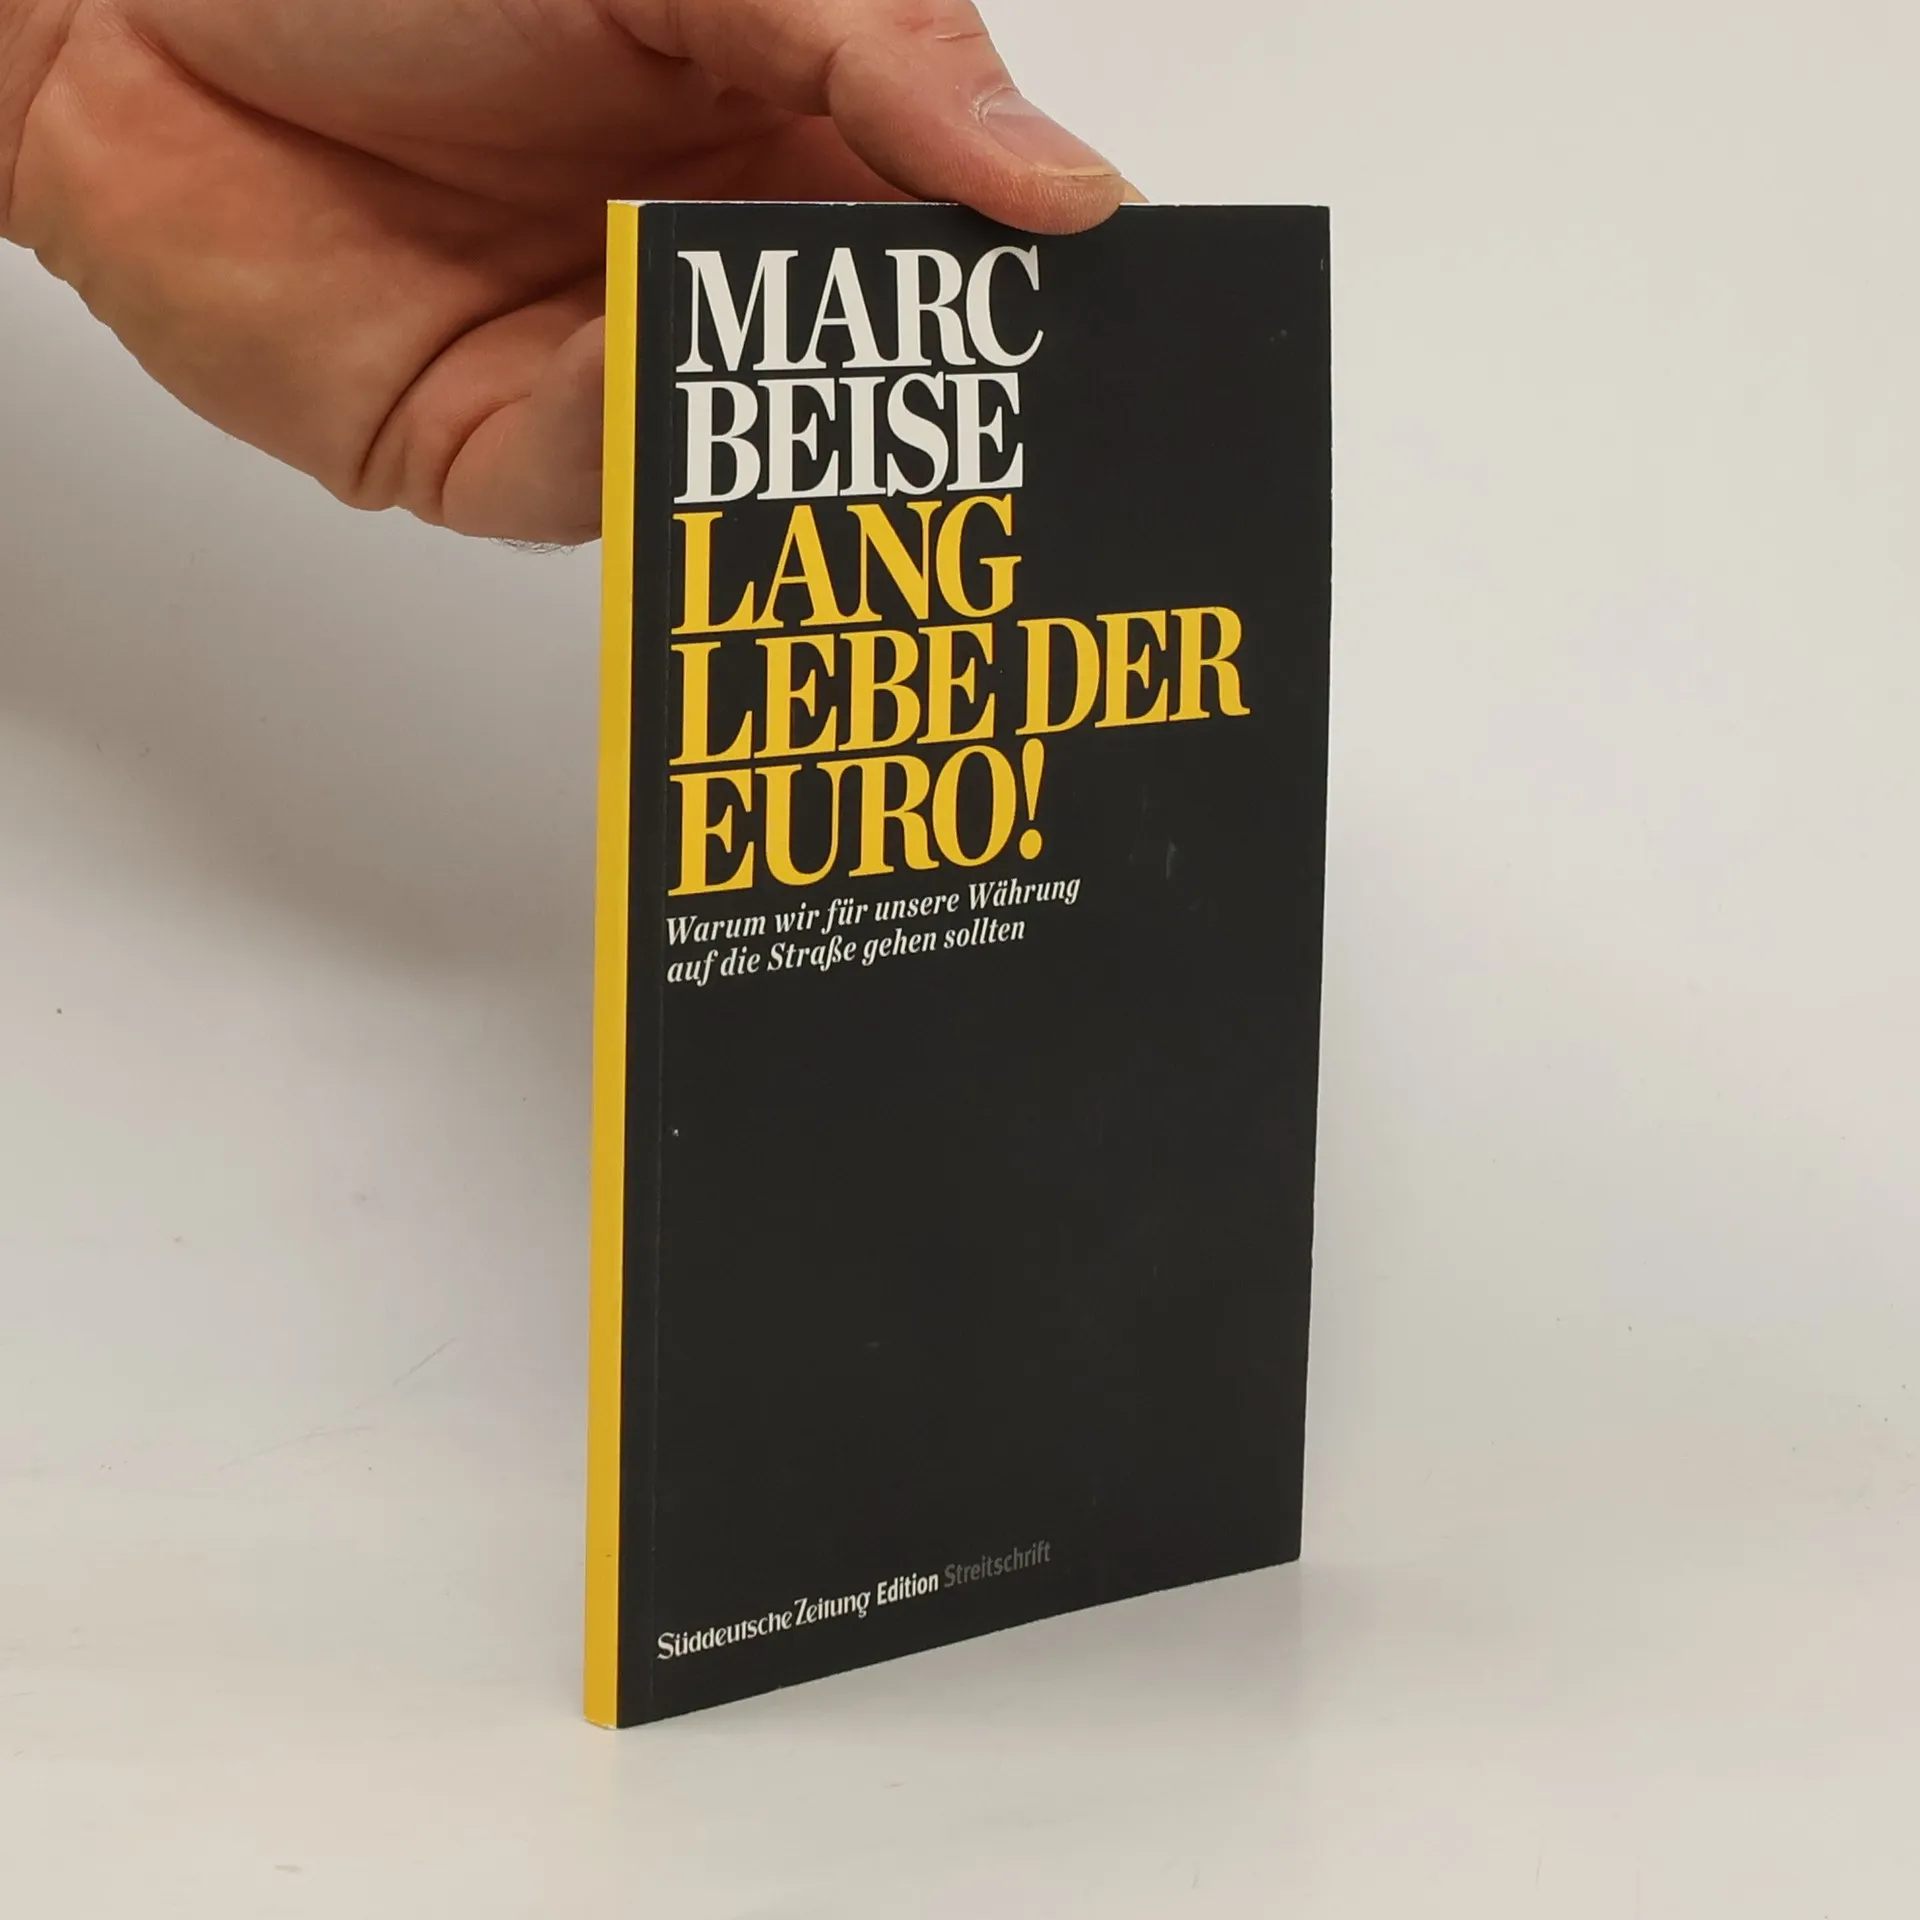 MARC
BEISE
LANG
LEBE DER
EURO!
Warum wir für unsere Währung
auf die Straße gehen sollten
Süddeutsche Zeitung Edition Streitschrift